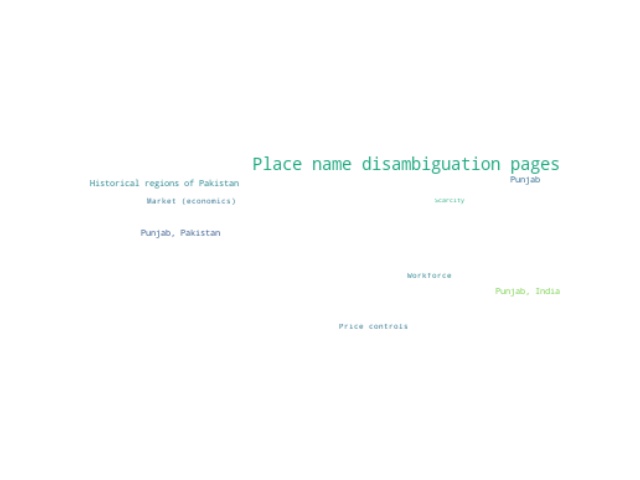 Place name disambiguation pages
Punjab
Historical regions of Pakistan
Market (economics)
Scarcity
Punjab, Pakistan
Workforce
Punjab, India
Price controls